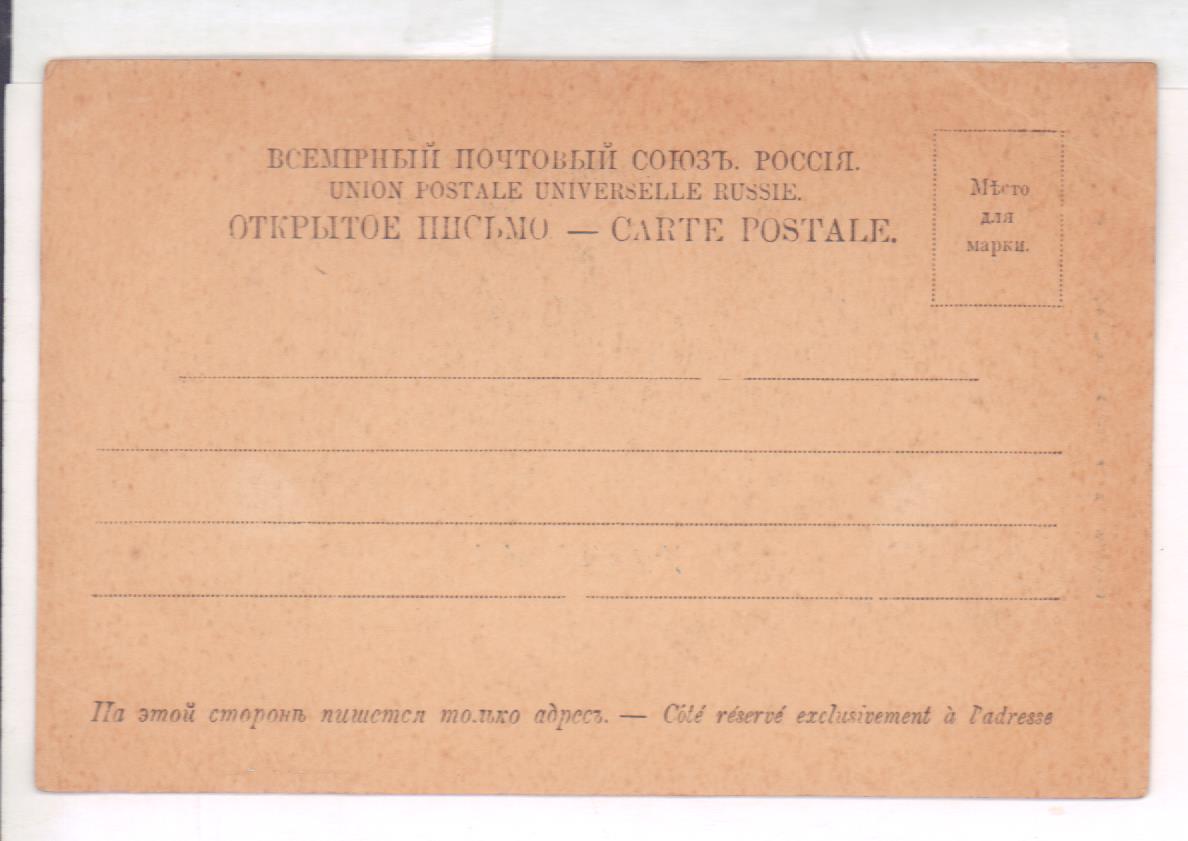 ВСЕМІРНЫЙ ПОЧТОВЫЙ СОЮЗЪ. РОССІЯ.
UNION POSTALE UNIVERSELLE RUSSIE.
ОТКРЫТОЕ ПИСЬМО — CARTE POSTALE.
Мѣсто
для
марки.
На этой сторонѣ пишется только адресъ. — Côté réservé exclusivement à l'adresse